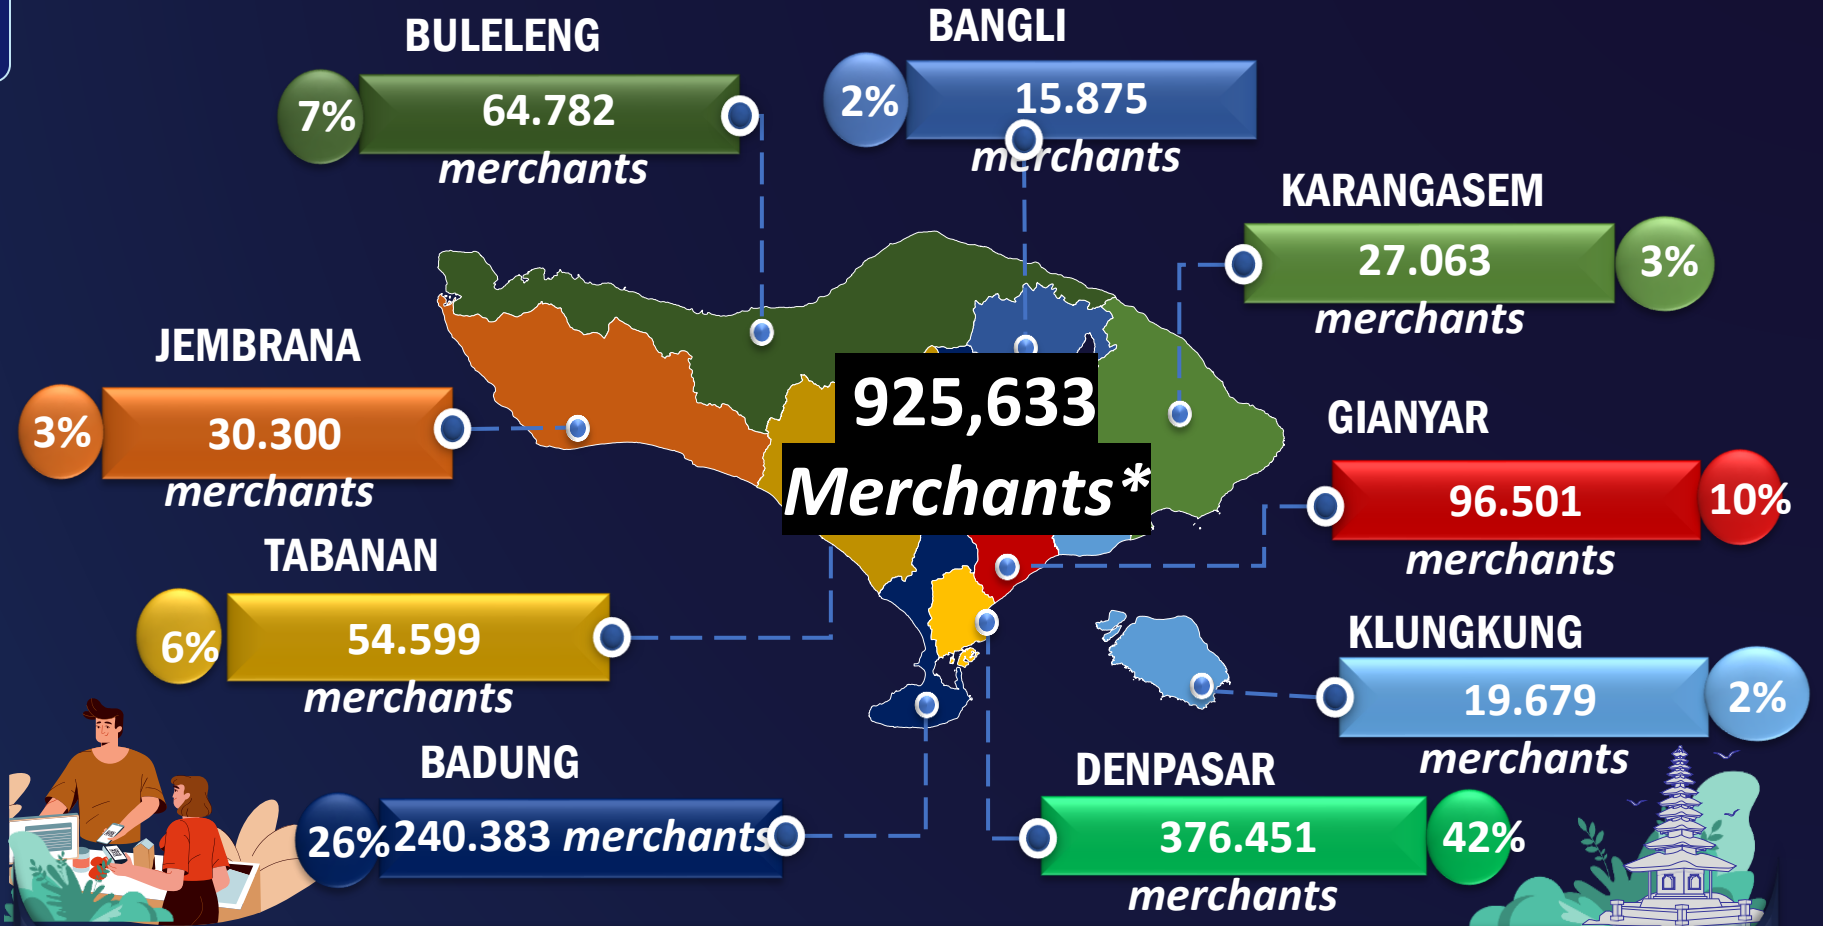 BULELENG
7%
64.782
merchants
BANGLI
2%
15.875
merchants
KARANGASEM
27.063
3%
merchants
JEMBRANA
3%
30.300
merchants
925,633
Merchants*
GIANYAR
96.501
10%
merchants
TABANAN
6%
54.599
merchants
KLUNGKUNG
19.679
2%
merchants
BADUNG
26%
240.383 merchants
DENPASAR
376.451
42%
merchants